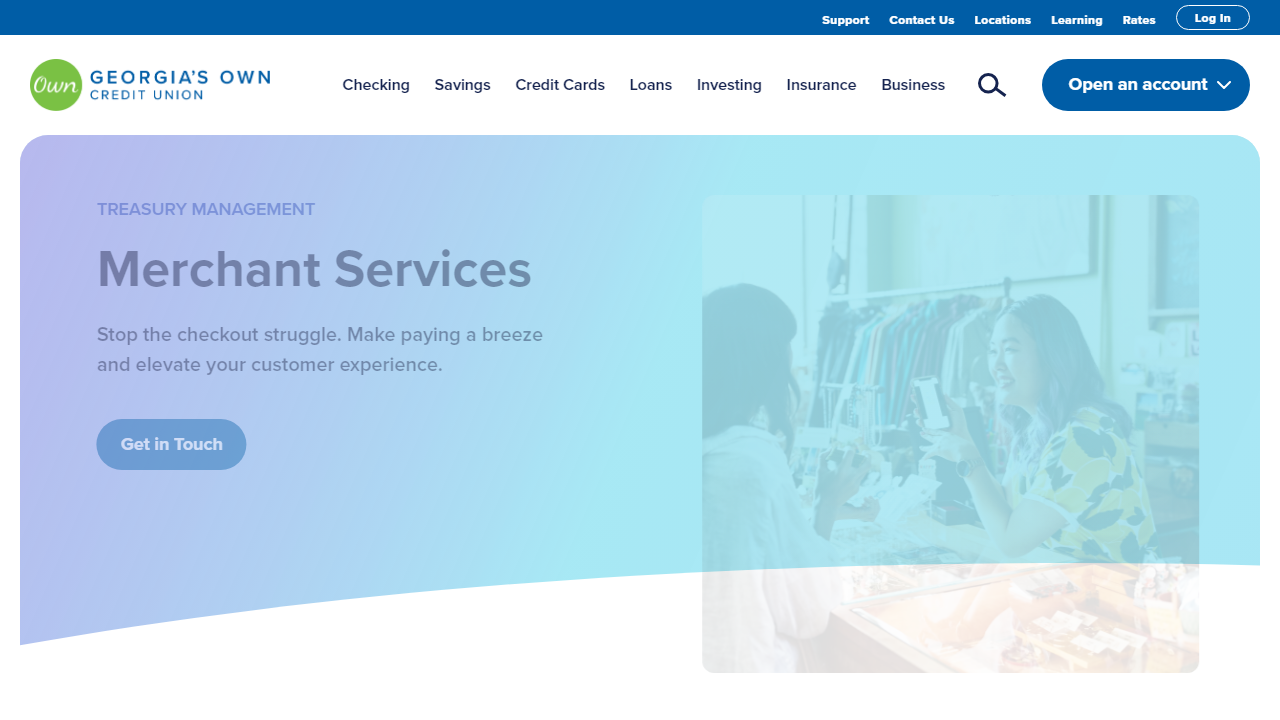 Support Contact Us Locations Learning Rates Log In
Own GEORGIA'S OWN
CREDIT UNION
Checking Savings Credit Cards Loans Investing Insurance Business Open an account
TREASURY MANAGEMENT
Merchant Services
Stop the checkout struggle. Make paying a breeze
and elevate your customer experience.
Get in Touch